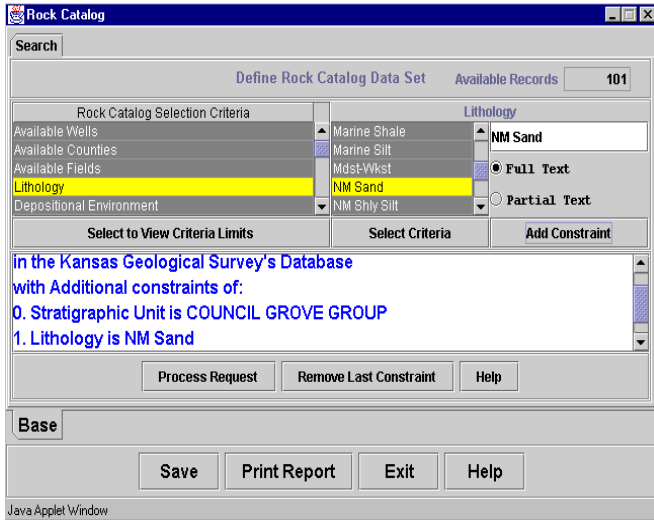 Rock Catalog
Search
Define Rock Catalog Data Set Available Records 101
Rock Catalog Selection Criteria
Available Wells
Available Counties
Available Fields
Lithology
Depositional Environment
Select to View Criteria Limits
Lithology
Marine Shale
Marine Silt
Mdst-Wkst
NM Sand
NM Shly Silt
Select Criteria
NM Sand
Full Text
Partial Text
Add Constraint
in the Kansas Geological Survey's Database
with Additional constraints of:
0. Stratigraphic Unit is COUNCIL GROVE GROUP
1. Lithology is NM Sand
Process Request Remove Last Constraint Help
Base
Save Print Report Exit Help
Java Applet Window